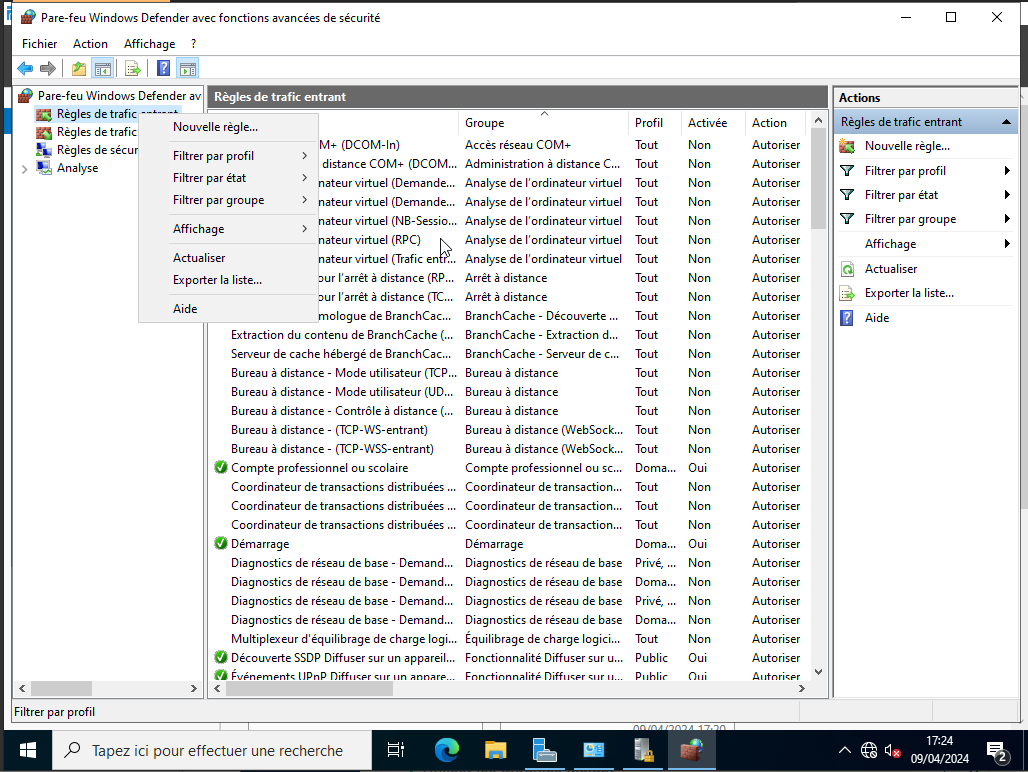 Pare-feu Windows Defender avec fonctions avancées de sécurité
Fichier Action Affichage ?
Pare-feu Windows Defender av
Règles de trafic entrant
Règles de trafic
Règles de sécur
Analyse
Nouvelle règle...
Filtrer par profil
Filtrer par état
Filtrer par groupe
Affichage
Actualiser
Exporter la liste...
Aide
Règles de trafic entrant
Groupe Profil Activée Action
M+ (DCOM-In) Accès réseau COM+ Tout Non Autoriser
distance COM+ (DCOM... Administration à distance C... Tout Non Autoriser
nateur virtuel (Demande... Analyse de l'ordinateur virtuel Tout Non Autoriser
nateur virtuel (Demande... Analyse de l'ordinateur virtuel Tout Non Autoriser
nateur virtuel (NB-Sessio... Analyse de l'ordinateur virtuel Tout Non Autoriser
nateur virtuel (RPC) Analyse de l'ordinateur virtuel Tout Non Autoriser
nateur virtuel (Trafic entr... Analyse de l'ordinateur virtuel Tout Non Autoriser
our l'arrêt à distance (RP... Arrêt à distance Tout Non Autoriser
our l'arrêt à distance (TC... Arrêt à distance Tout Non Autoriser
mologue de BranchCac... BranchCache - Découverte ... Tout Non Autoriser
Extraction du contenu de BranchCache (... BranchCache - Extraction d... Tout Non Autoriser
Serveur de cache hébergé de BranchCac... BranchCache - Serveur de c... Tout Non Autoriser
Bureau à distance - Mode utilisateur (TCP... Bureau à distance Tout Non Autoriser
Bureau à distance - Mode utilisateur (UD... Bureau à distance Tout Non Autoriser
Bureau à distance - Contrôle à distance (... Bureau à distance Tout Non Autoriser
Bureau à distance - (TCP-WS-entrant) Bureau à distance (WebSock... Tout Non Autoriser
Bureau à distance - (TCP-WSS-entrant) Bureau à distance (WebSock... Tout Non Autoriser
Compte professionnel ou scolaire Compte professionnel ou sc... Doma... Oui Autoriser
Coordinateur de transactions distribuées ... Coordinateur de transaction... Tout Non Autoriser
Coordinateur de transactions distribuées ... Coordinateur de transaction... Tout Non Autoriser
Coordinateur de transactions distribuées ... Coordinateur de transaction... Tout Non Autoriser
Démarrage Démarrage Doma... Oui Autoriser
Diagnostics de réseau de base - Demand... Diagnostics de réseau de base Privé, ... Non Autoriser
Diagnostics de réseau de base - Demand... Diagnostics de réseau de base Doma... Non Autoriser
Diagnostics de réseau de base - Demand... Diagnostics de réseau de base Privé, ... Non Autoriser
Diagnostics de réseau de base - Demand... Diagnostics de réseau de base Doma... Non Autoriser
Multiplexeur d'équilibrage de charge logi... Équilibrage de charge logici... Tout Non Autoriser
Découverte SSDP Diffuser sur un appareil... Fonctionnalité Diffuser sur u... Public Oui Autoriser
Événements UPnP Diffuser sur un appare... Fonctionnalité Diffuser sur u... Public Oui Autoriser
Actions
Règles de trafic entrant
Nouvelle règle...
Filtrer par profil
Filtrer par état
Filtrer par groupe
Affichage
Actualiser
Exporter la liste...
Aide
Filtrer par profil
09/04/2024 17:20
Tapez ici pour effectuer une recherche
17:24
09/04/2024
2